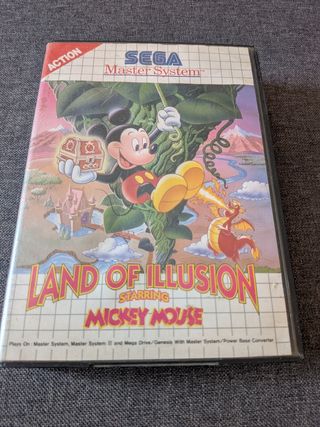 ACTION
SEGA
Master System™
LAND OF ILLUSION
STARRING
MICKEY MOUSE
Plays On: Master System, Master System II and Mega Drive/Genesis With Master System/Power Base Converter